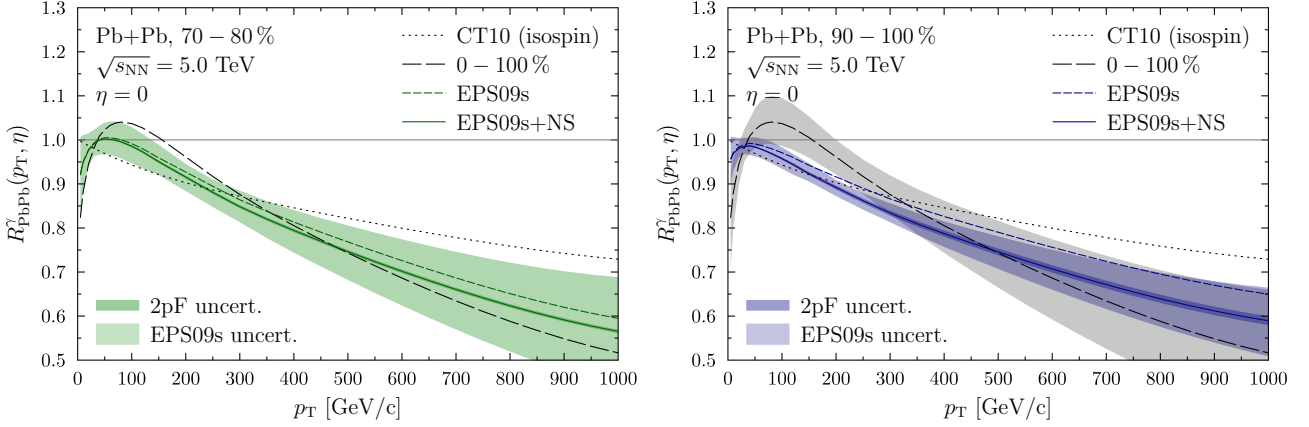 Pb+Pb, 70 − 80 %
√sNN = 5.0 TeV
η = 0
CT10 (isospin)
0 − 100 %
EPS09s
EPS09s+NS
2pF uncert.
EPS09s uncert.
R^γ_PbPb(pT, η)
1.3
1.2
1.1
1.0
0.9
0.8
0.7
0.6
0.5
0 100 200 300 400 500 600 700 800 900 1000
pT [GeV/c]
Pb+Pb, 90 − 100 %
√sNN = 5.0 TeV
η = 0
CT10 (isospin)
0 − 100 %
EPS09s
EPS09s+NS
2pF uncert.
EPS09s uncert.
R^γ_PbPb(pT, η)
1.3
1.2
1.1
1.0
0.9
0.8
0.7
0.6
0.5
0 100 200 300 400 500 600 700 800 900 1000
pT [GeV/c]